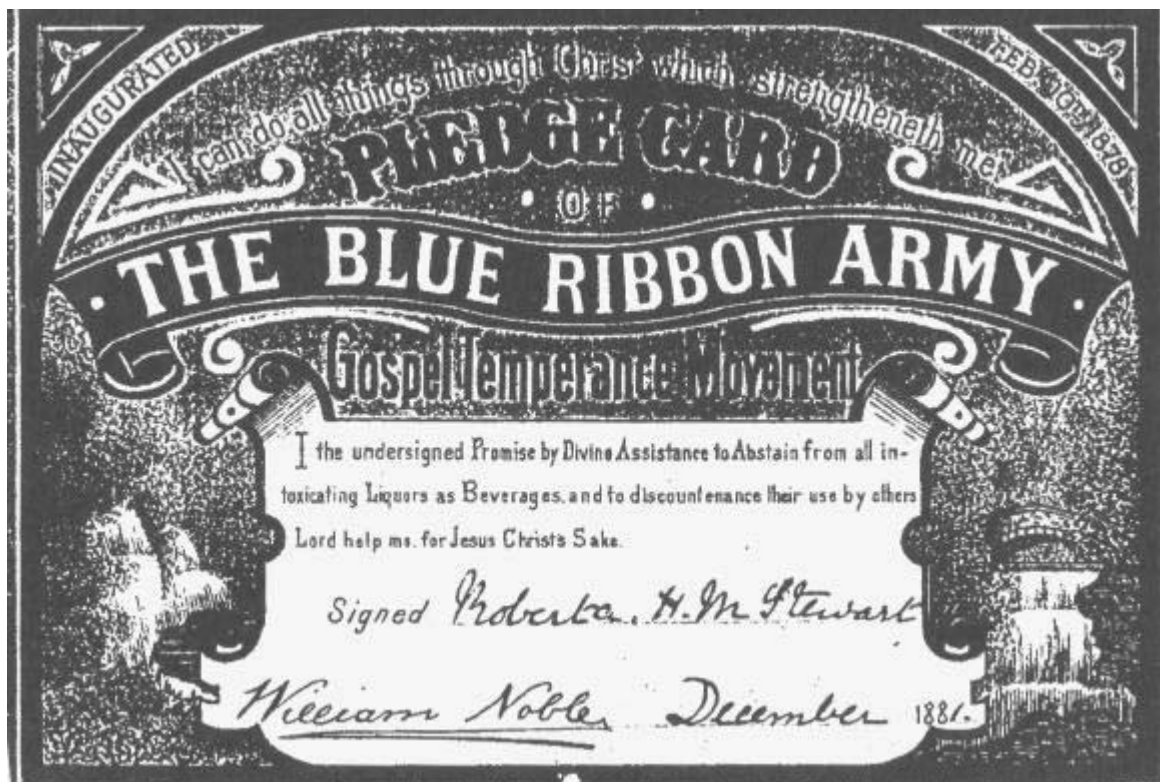 INAUGURATED
FEB. 10TH 1878
I can do all things through Christ which strengtheneth me
PLEDGE CARD
OF
THE BLUE RIBBON ARMY
Gospel Temperance Movement
I the undersigned Promise by Divine Assistance to Abstain from all in-
toxicating Liquors as Beverages, and to discountenance their use by others
Lord help me. for Jesus Christs Sake.
Signed Roberta. H. M Stewart
William Noble December 1881.